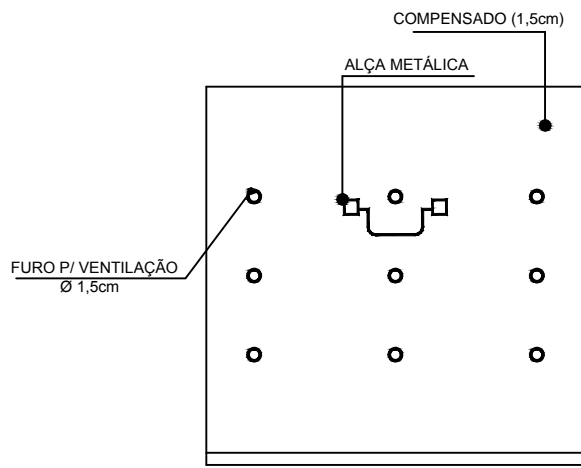 COMPENSADO (1,5cm)
ALÇA METÁLICA
FURO P/ VENTILAÇÃO
Ø 1,5cm